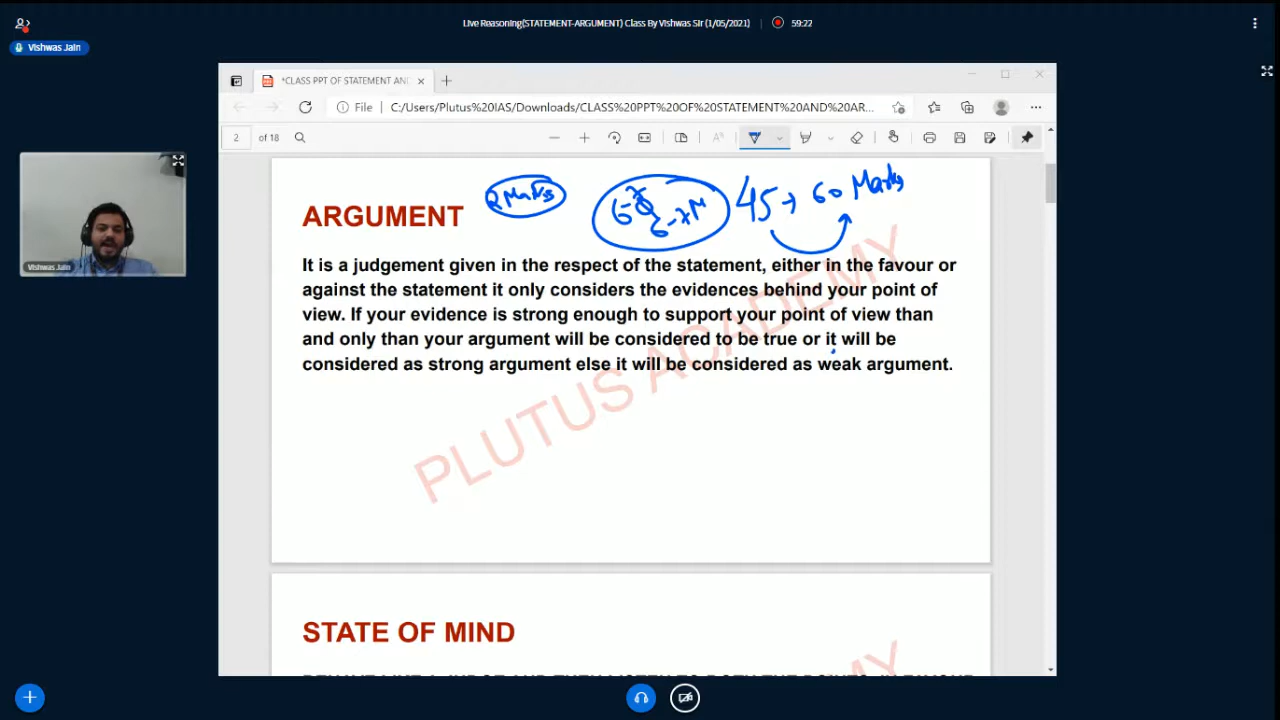 Live Reasoning(STATEMENT-ARGUMENT) Class By Vishwas Sir (1/05/2021)
59:22
Vishwas Jain
*CLASS PPT OF STATEMENT AN
File
C:/Users/Plutus%20IAS/Downloads/CLASS%20PPT%20OF%20STATEMENT%20AND%20AR...
2 of 18
Vishwas Jain
ARGUMENT
2 Marks
45 → 60 Marks
It is a judgement given in the respect of the statement, either in the favour or
against the statement it only considers the evidences behind your point of
view. If your evidence is strong enough to support your point of view than
and only than your argument will be considered to be true or it will be
considered as strong argument else it will be considered as weak argument.
PLUTUS ACADEMY
STATE OF MIND